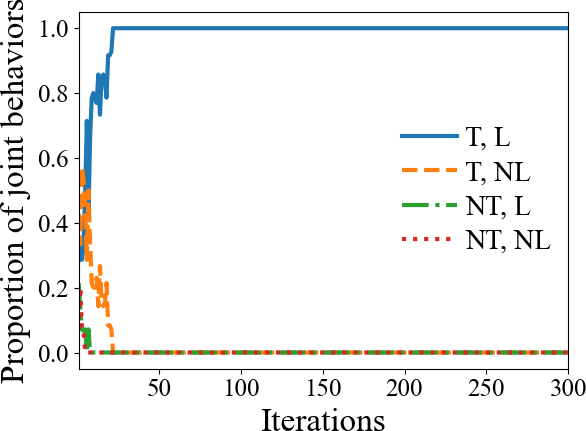 Proportion of joint behaviors
1.0
0.8
0.6
0.4
0.2
0.0
T, L
T, NL
NT, L
NT, NL
50 100 150 200 250 300
Iterations